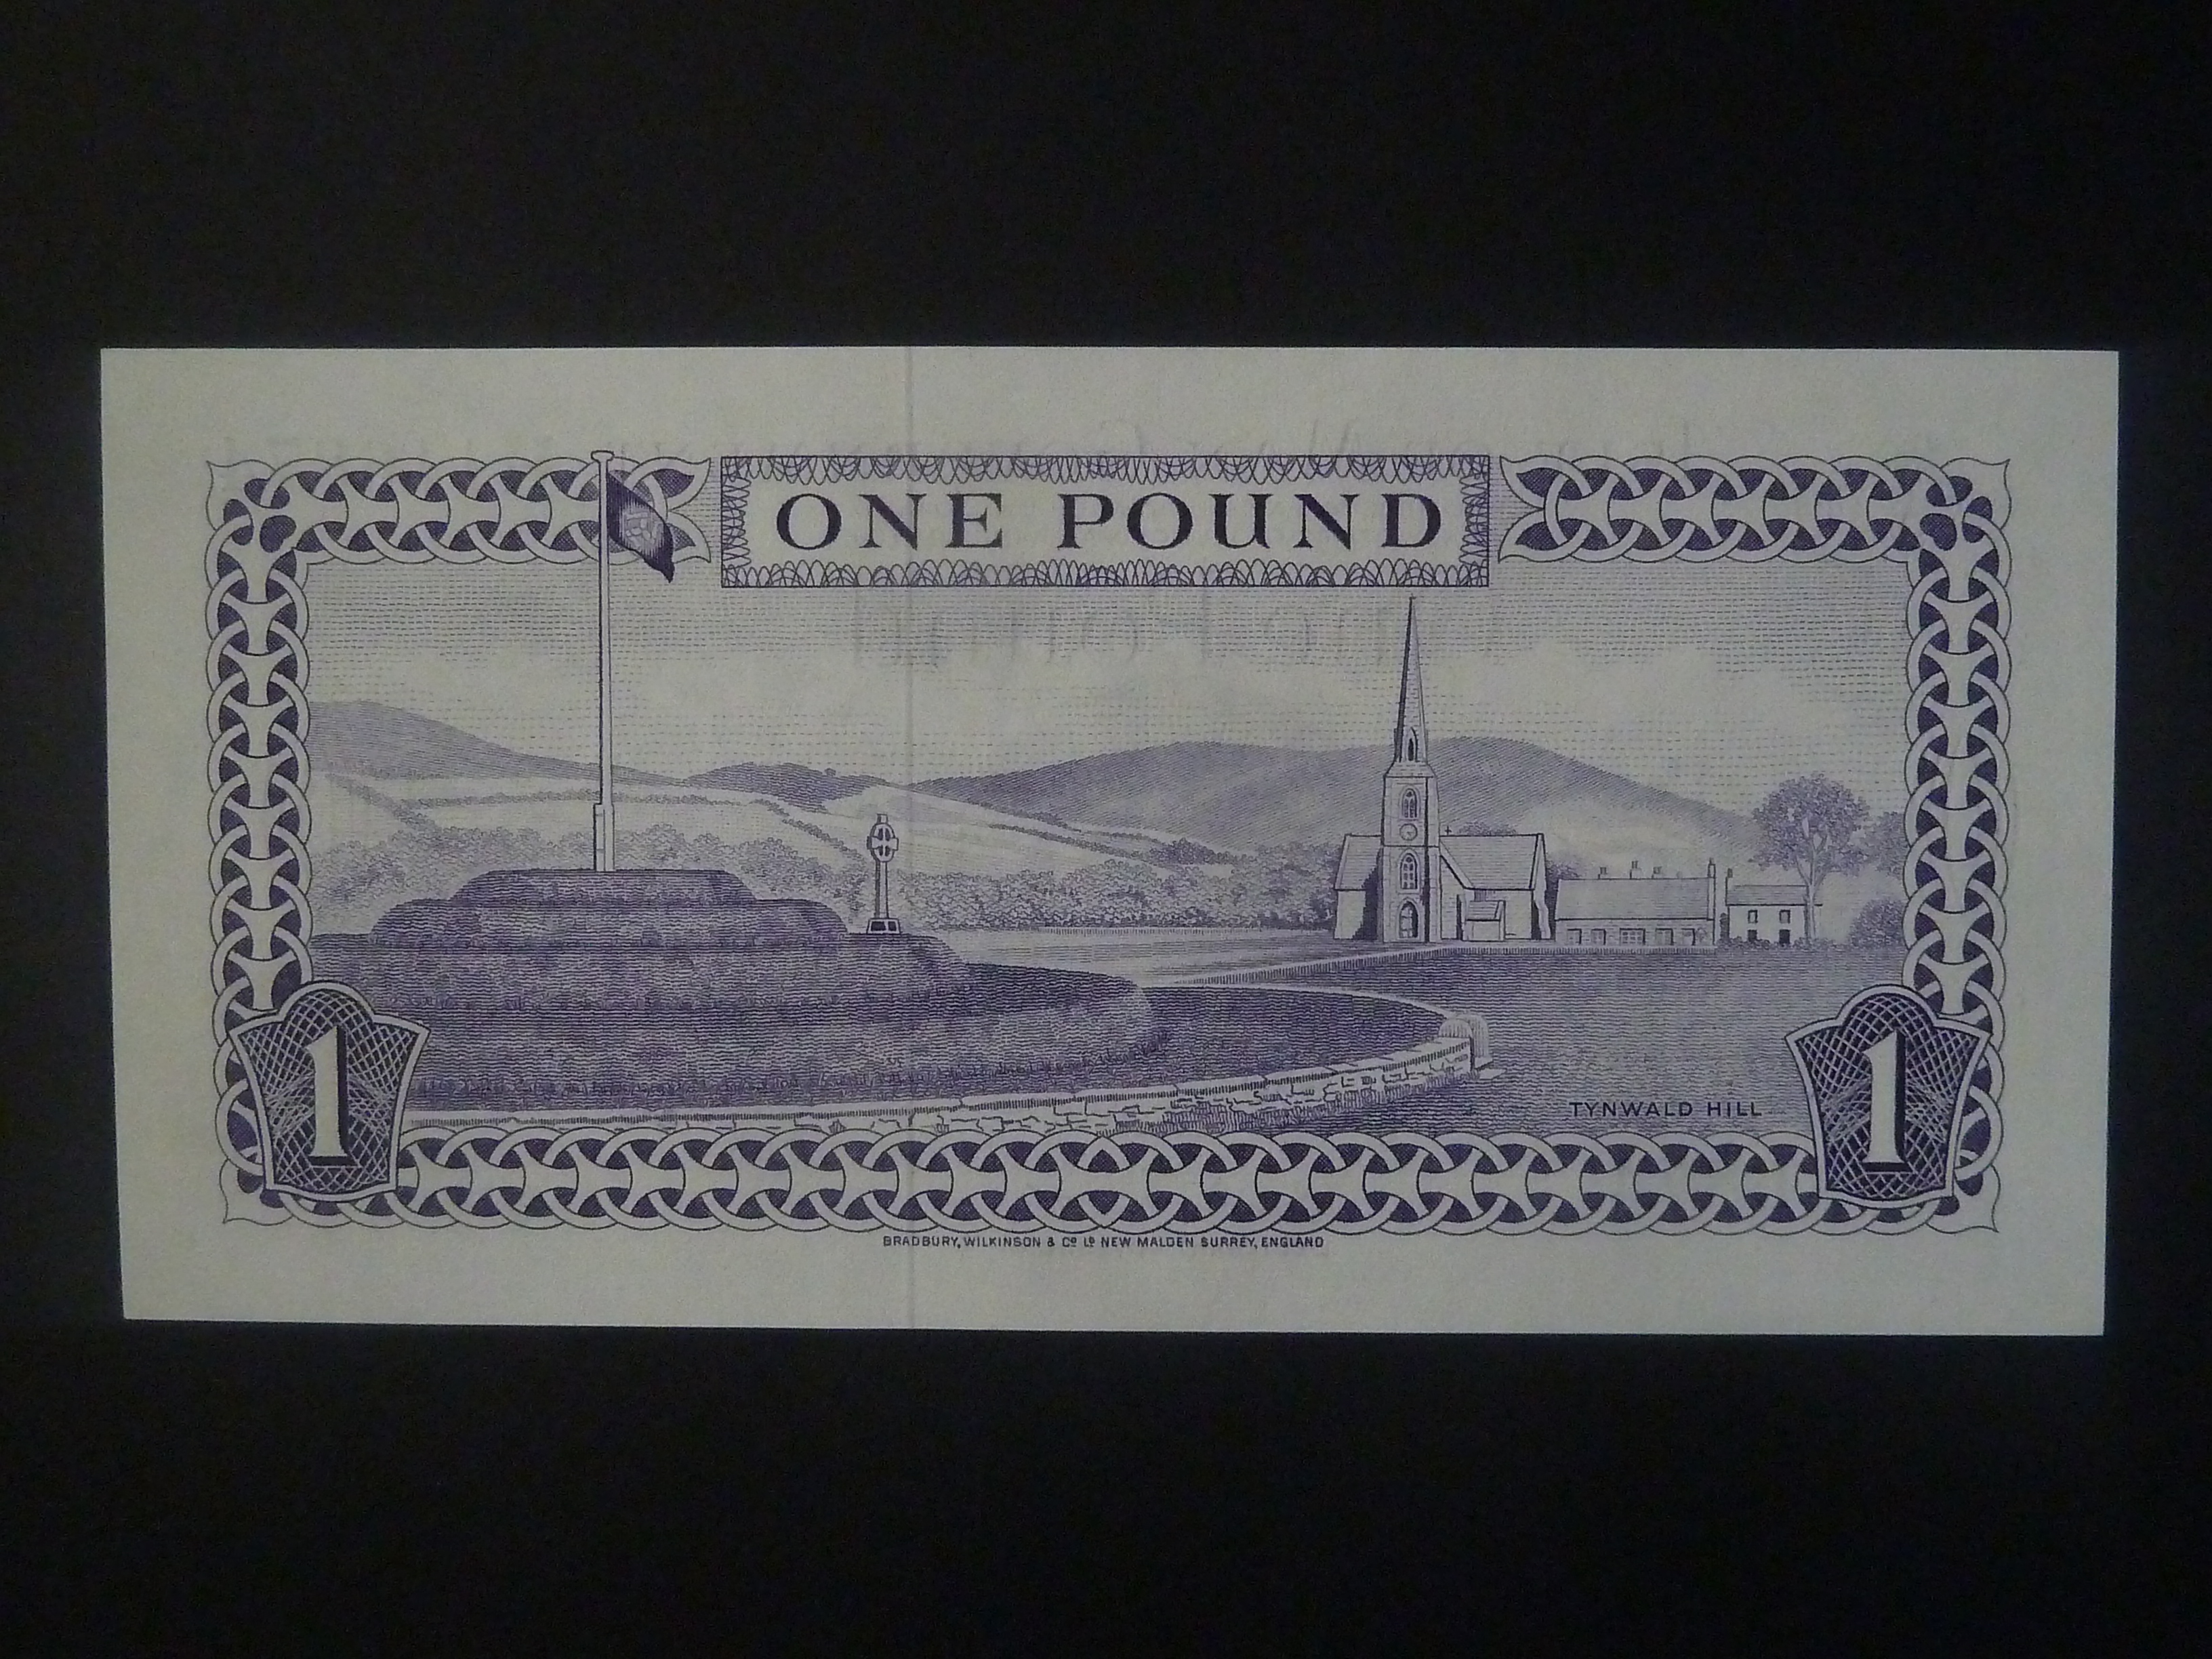 ONE POUND
1
1
TYNWALD HILL
BRADBURY, WILKINSON & Co Ld NEW MALDEN SURREY, ENGLAND